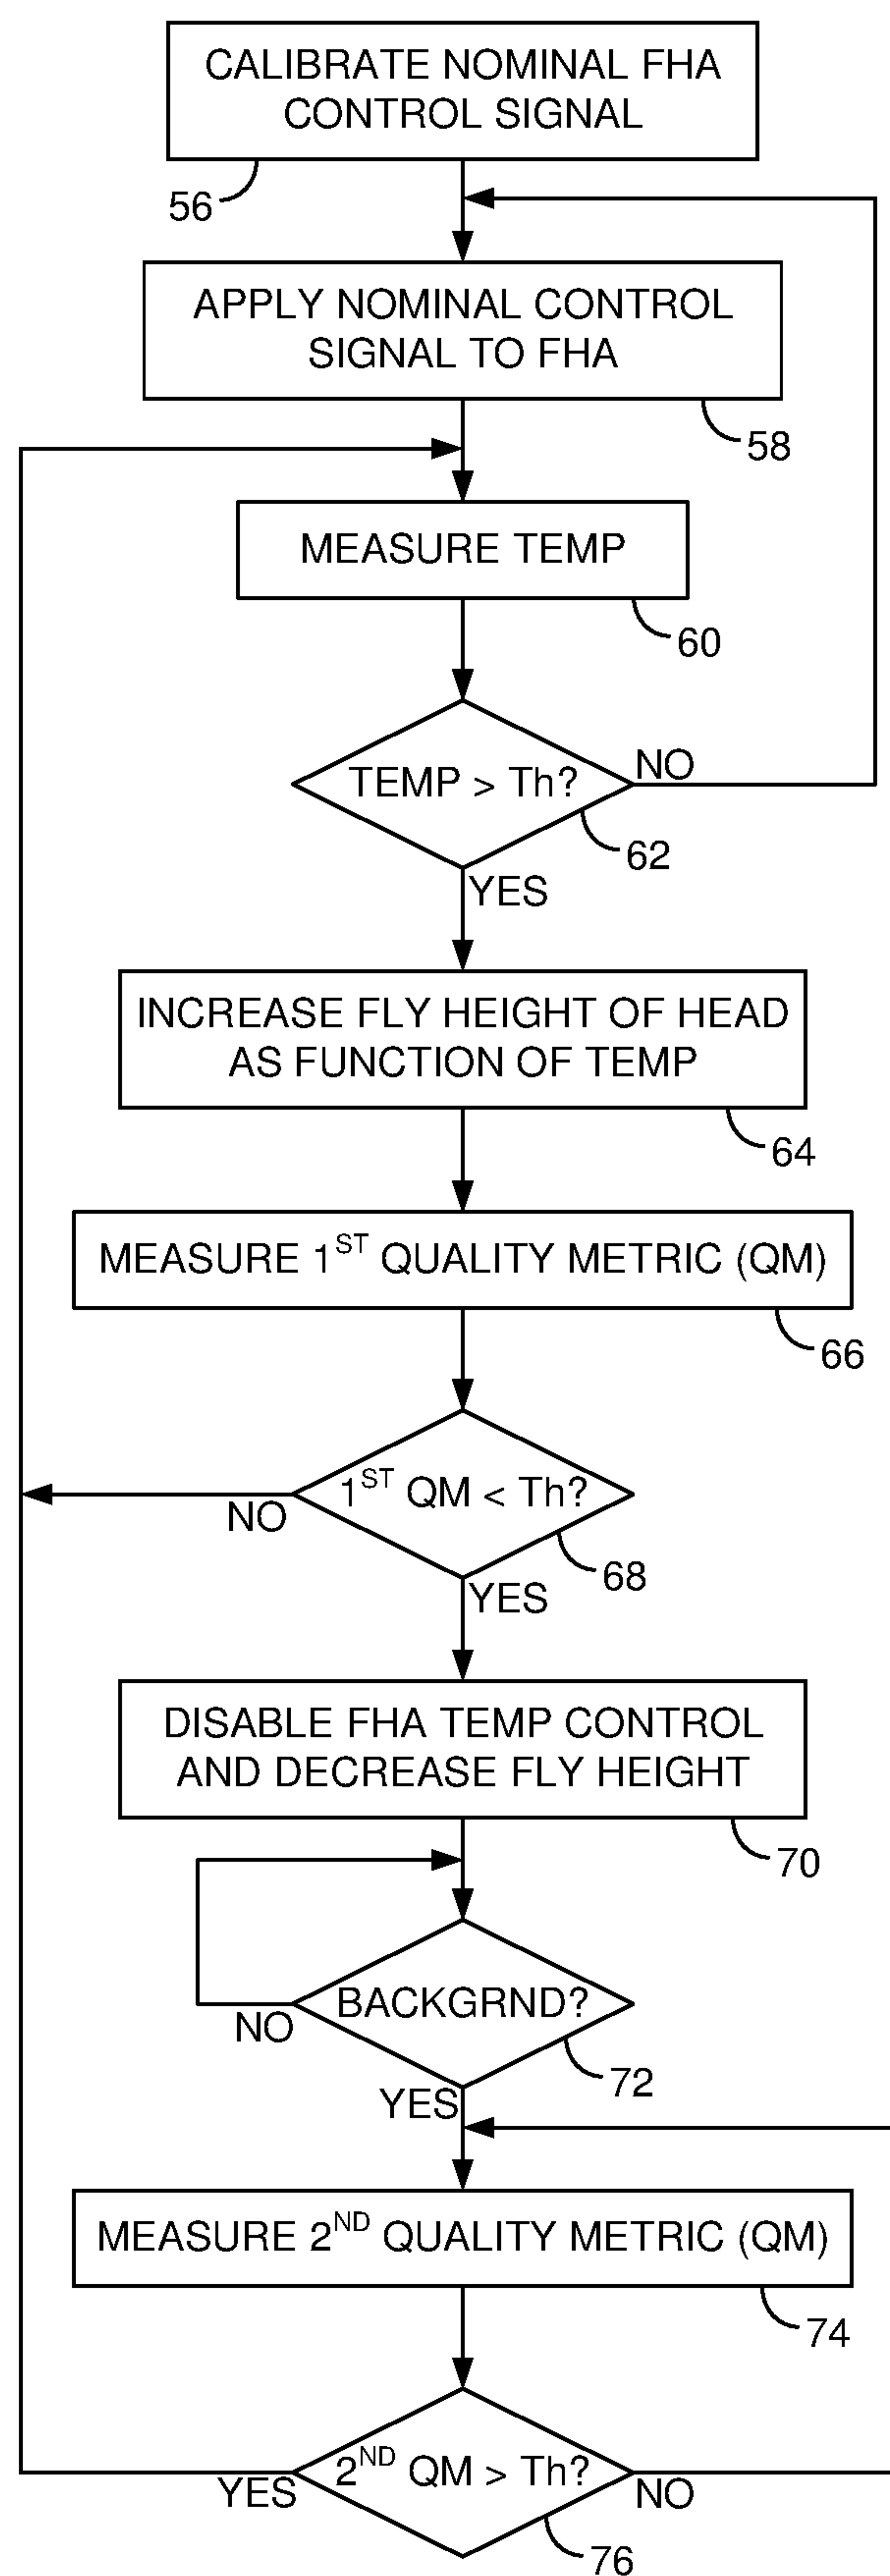 CALIBRATE NOMINAL FHA
CONTROL SIGNAL
56
APPLY NOMINAL CONTROL
SIGNAL TO FHA
58
MEASURE TEMP
60
TEMP > Th?
NO
62
YES
INCREASE FLY HEIGHT OF HEAD
AS FUNCTION OF TEMP
64
MEASURE 1ST QUALITY METRIC (QM)
66
1ST QM < Th?
NO
68
YES
DISABLE FHA TEMP CONTROL
AND DECREASE FLY HEIGHT
70
BACKGRND?
NO
72
YES
MEASURE 2ND QUALITY METRIC (QM)
74
2ND QM > Th?
YES
NO
76